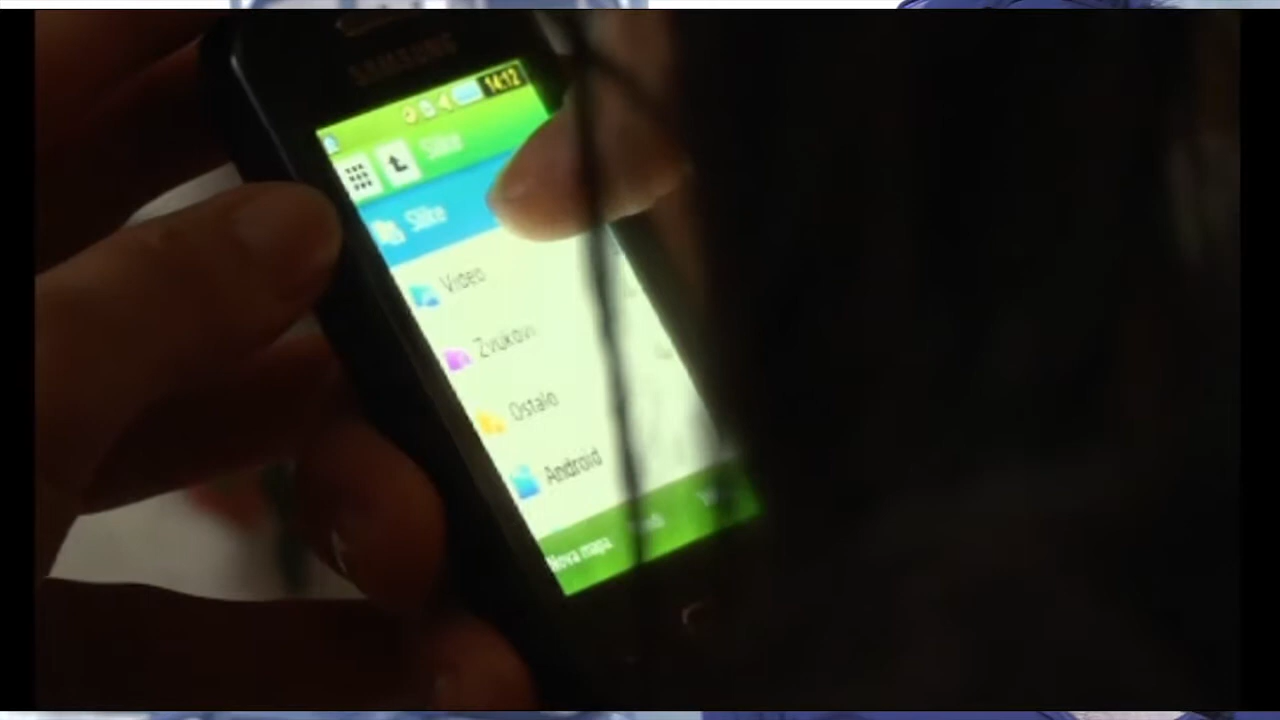 SAMSUNG
14:12
Slike
Slike
Video
Zvukovi
Ostalo
Android
Nova mapa